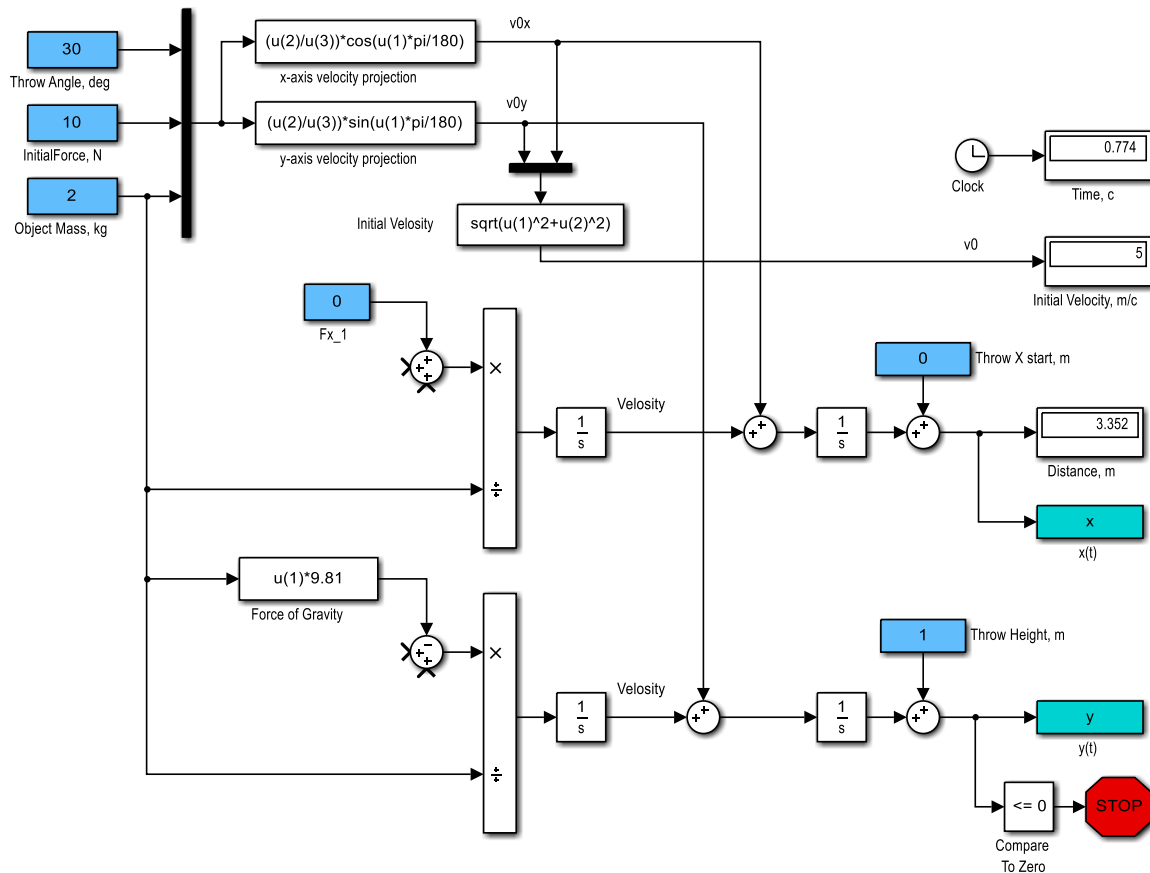 v0x
30
Throw Angle, deg
(u(2)/u(3))*cos(u(1)*pi/180)
x-axis velocity projection
v0y
10
InitialForce, N
(u(2)/u(3))*sin(u(1)*pi/180)
y-axis velocity projection
2
Object Mass, kg
Clock
0.774
Time, c
Initial Velosity
sqrt(u(1)^2+u(2)^2)
v0
5
Initial Velocity, m/c
0
Fx_1
+
+
+
×
÷
Velosity
1
s
+ +
1
s
0
Throw X start, m
+ +
3.352
Distance, m
x
x(t)
u(1)*9.81
Force of Gravity
−
+
+
×
÷
Velosity
1
s
+ +
1
s
1
Throw Height, m
+ +
y
y(t)
<= 0
Compare
To Zero
STOP